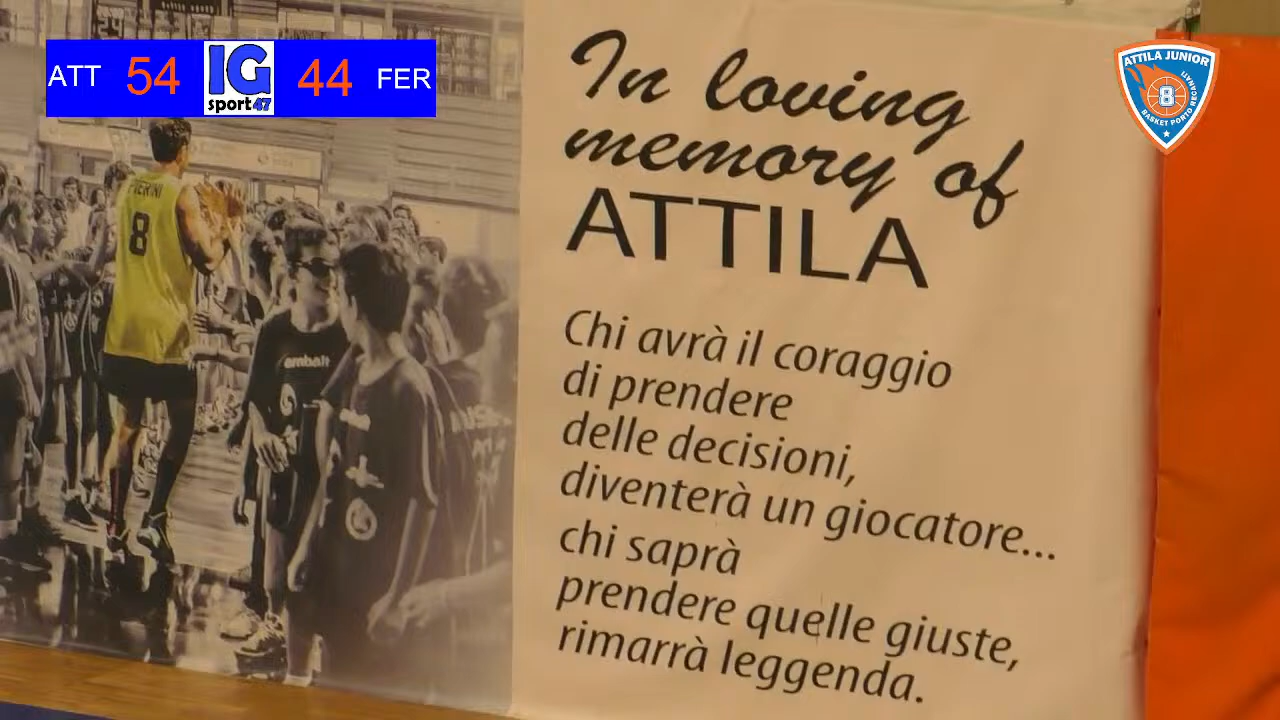 ATT 54 IG sport47 44 FER
ATTILA JUNIOR
8
BASKET PORTO RECANATI
24
PIERINI
8
In loving
memory of
ATTILA
Chi avrà il coraggio
di prendere
delle decisioni,
diventerà un giocatore...
chi saprà
prendere quelle giuste,
rimarrà leggenda.